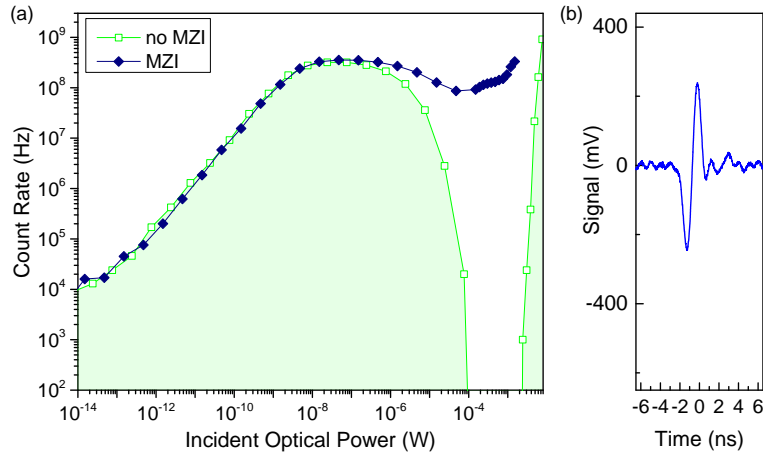 (a)
no MZI
MZI
Count Rate (Hz)
10^9
10^8
10^7
10^6
10^5
10^4
10^3
10^2
10^-14
10^-12
10^-10
10^-8
10^-6
10^-4
Incident Optical Power (W)
(b)
Signal (mV)
400
0
-400
-6 -4 -2 0 2 4 6
Time (ns)